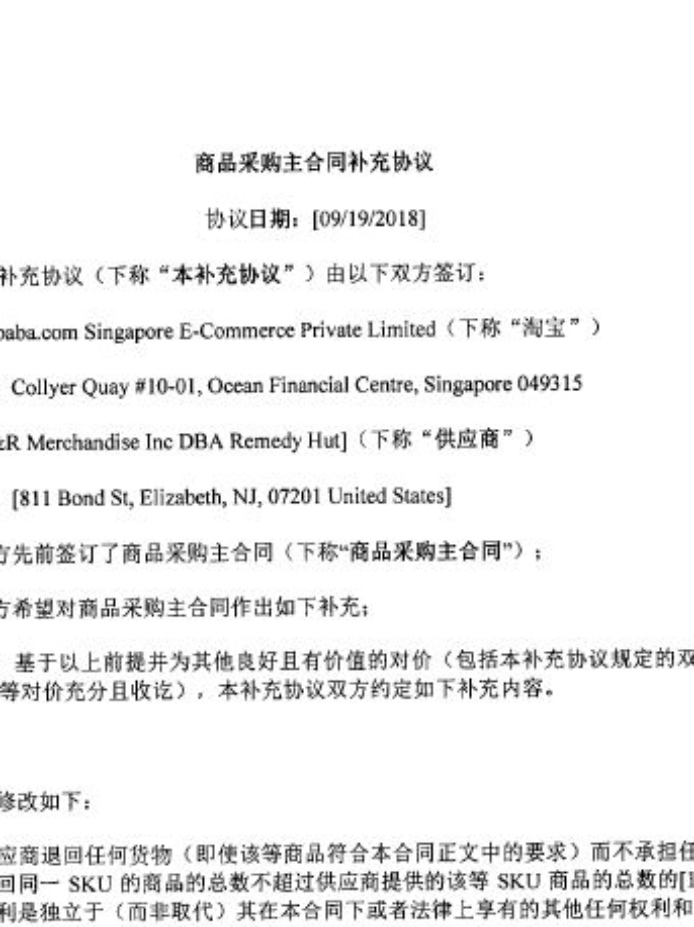 商品采购主合同补充协议
协议日期：[09/19/2018]
补充协议（下称“本补充协议”）由以下双方签订：
baba.com Singapore E-Commerce Private Limited（下称“淘宝”）
Collyer Quay #10-01, Ocean Financial Centre, Singapore 049315
&R Merchandise Inc DBA Remedy Hut]（下称“供应商”）
[811 Bond St, Elizabeth, NJ, 07201 United States]
方先前签订了商品采购主合同（下称“商品采购主合同”）；
方希望对商品采购主合同作出如下补充；
基于以上前提并为其他良好且有价值的对价（包括本补充协议规定的双
等对价充分且收讫），本补充协议双方约定如下补充内容。
修改如下：
应商退回任何货物（即使该等商品符合本合同正文中的要求）而不承担任
回同一 SKU 的商品的总数不超过供应商提供的该等 SKU 商品的总数的[
利是独立于（而非取代）其在本合同下或者法律上享有的其他任何权利和